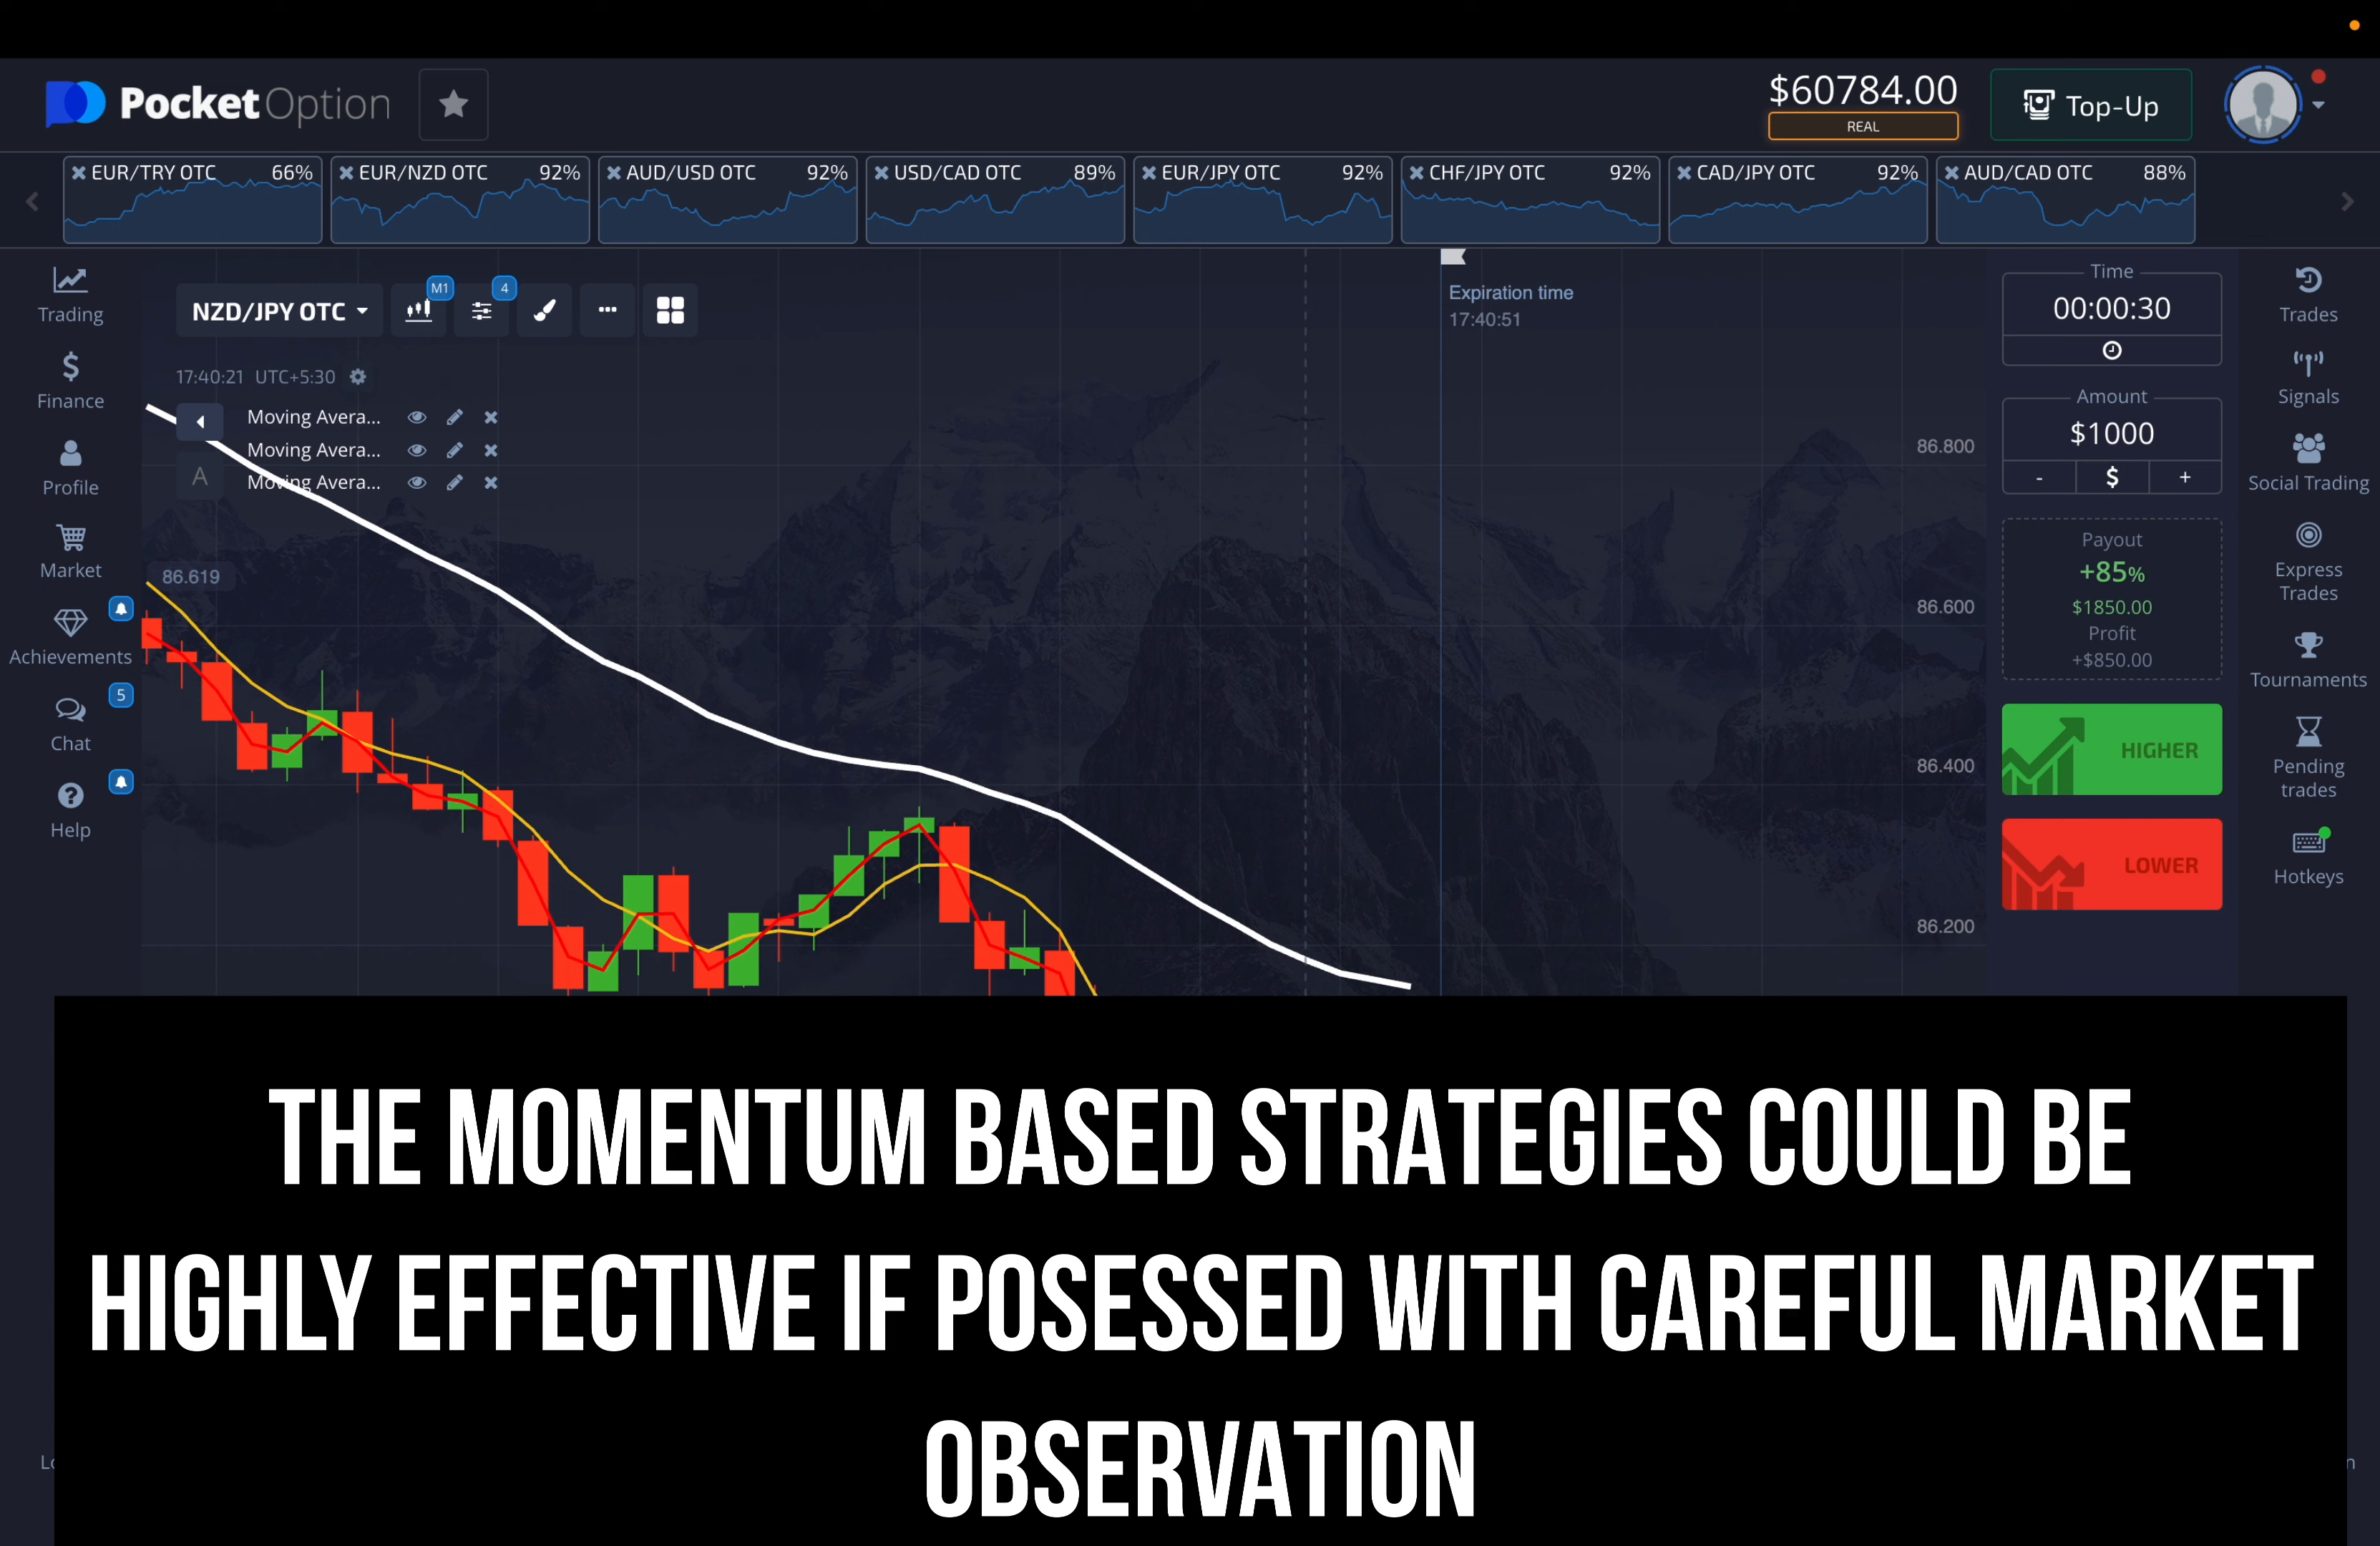 PocketOption
$60784.00
REAL
Top-Up
EUR/TRY OTC 66%
EUR/NZD OTC 92%
AUD/USD OTC 92%
USD/CAD OTC 89%
EUR/JPY OTC 92%
CHF/JPY OTC 92%
CAD/JPY OTC 92%
AUD/CAD OTC 88%
Trading
Finance
Profile
Market
Achievements
5
Chat
Help
NZD/JPY OTC
M1
4
17:40:21 UTC+5:30
Moving Avera...
Moving Avera...
Moving Avera...
A
86.619
Expiration time
17:40:51
86.800
86.600
86.400
86.200
Time
00:00:30
Amount
$1000
- $ +
Payout
+85%
$1850.00
Profit
+$850.00
HIGHER
LOWER
Trades
Signals
Social Trading
Express
Trades
Tournaments
Pending
trades
Hotkeys
THE MOMENTUM BASED STRATEGIES COULD BE
HIGHLY EFFECTIVE IF POSESSED WITH CAREFUL MARKET
OBSERVATION